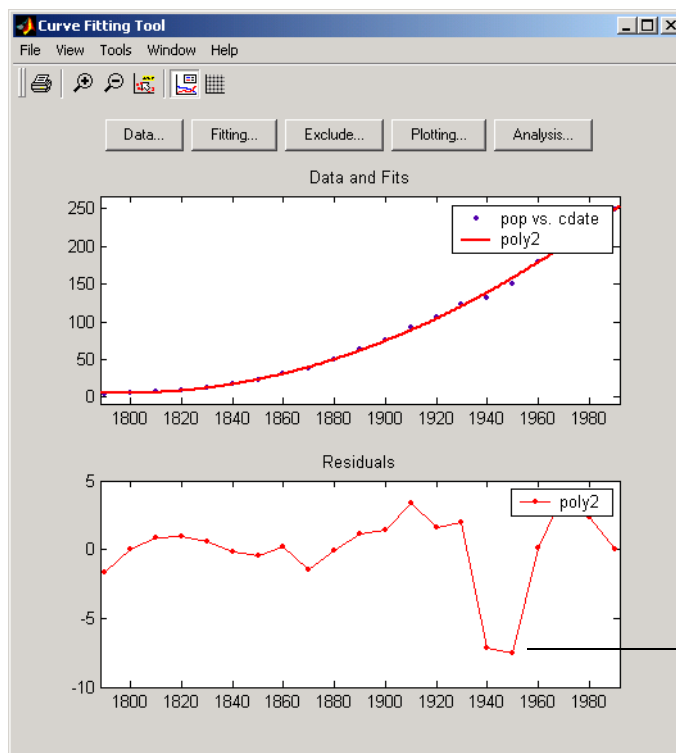 Curve Fitting Tool
File View Tools Window Help
Data... Fitting... Exclude... Plotting... Analysis...
Data and Fits
250
200
150
100
50
0
pop vs. cdate
poly2
1800 1820 1840 1860 1880 1900 1920 1940 1960 1980
Residuals
5
0
-5
-10
poly2
1800 1820 1840 1860 1880 1900 1920 1940 1960 1980